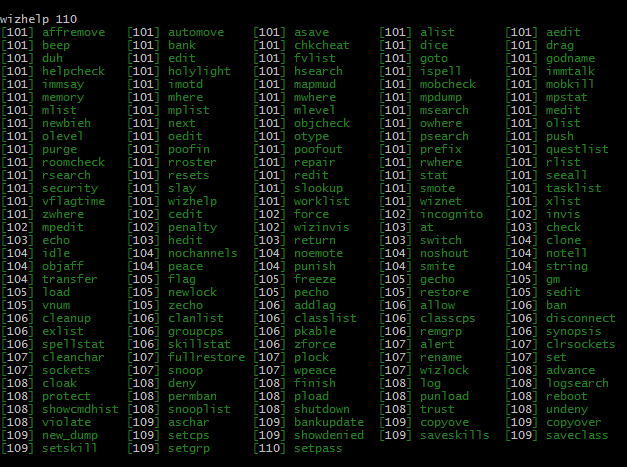 wizhelp 110
[101] affremove [101] automove [101] asave [101] alist [101] aedit
[101] beep [101] bank [101] chkcheat [101] dice [101] drag
[101] duh [101] edit [101] fvlist [101] goto [101] godname
[101] helpcheck [101] holylight [101] hsearch [101] ispell [101] immtalk
[101] immsay [101] imotd [101] mapmud [101] mobcheck [101] mobkill
[101] memory [101] mhere [101] mwhere [101] mpdump [101] mpstat
[101] mlist [101] mplist [101] mlevel [101] msearch [101] medit
[101] newbieh [101] next [101] objcheck [101] owhere [101] olist
[101] olevel [101] oedit [101] otype [101] psearch [101] push
[101] purge [101] poofin [101] poofout [101] prefix [101] questlist
[101] roomcheck [101] rroster [101] repair [101] rwhere [101] rlist
[101] rsearch [101] resets [101] redit [101] stat [101] seeall
[101] security [101] slay [101] slookup [101] smote [101] tasklist
[101] vflagtime [101] wizhelp [101] worklist [101] wiznet [101] xlist
[101] zwhere [102] cedit [102] force [102] incognito [102] invis
[102] mpedit [102] penalty [102] wizinvis [103] at [103] check
[103] echo [103] hedit [103] return [103] switch [104] clone
[104] idle [104] nochannels [104] noemote [104] noshout [104] notell
[104] objaff [104] peace [104] punish [104] smite [104] string
[104] transfer [105] flag [105] freeze [105] gecho [105] gm
[105] load [105] newlock [105] pecho [105] restore [105] sedit
[105] vnum [105] zecho [106] addlag [106] allow [106] ban
[106] cleanup [106] clanlist [106] classlist [106] classcps [106] disconnect
[106] exlist [106] groupcps [106] pkable [106] remgrp [106] synopsis
[106] spellstat [106] skillstat [106] zforce [107] alert [107] clrsockets
[107] cleanchar [107] fullrestore [107] plock [107] rename [107] set
[107] sockets [107] snoop [107] wpeace [107] wizlock [108] advance
[108] cloak [108] deny [108] finish [108] log [108] logsearch
[108] protect [108] permban [108] pload [108] punload [108] reboot
[108] showcmdhist [108] snooplist [108] shutdown [108] trust [108] undeny
[108] violate [109] aschar [109] bankupdate [109] copyove [109] copyover
[109] new_dump [109] setcps [109] showdenied [109] saveskills [109] saveclass
[109] setskill [109] setgrp [110] setpass